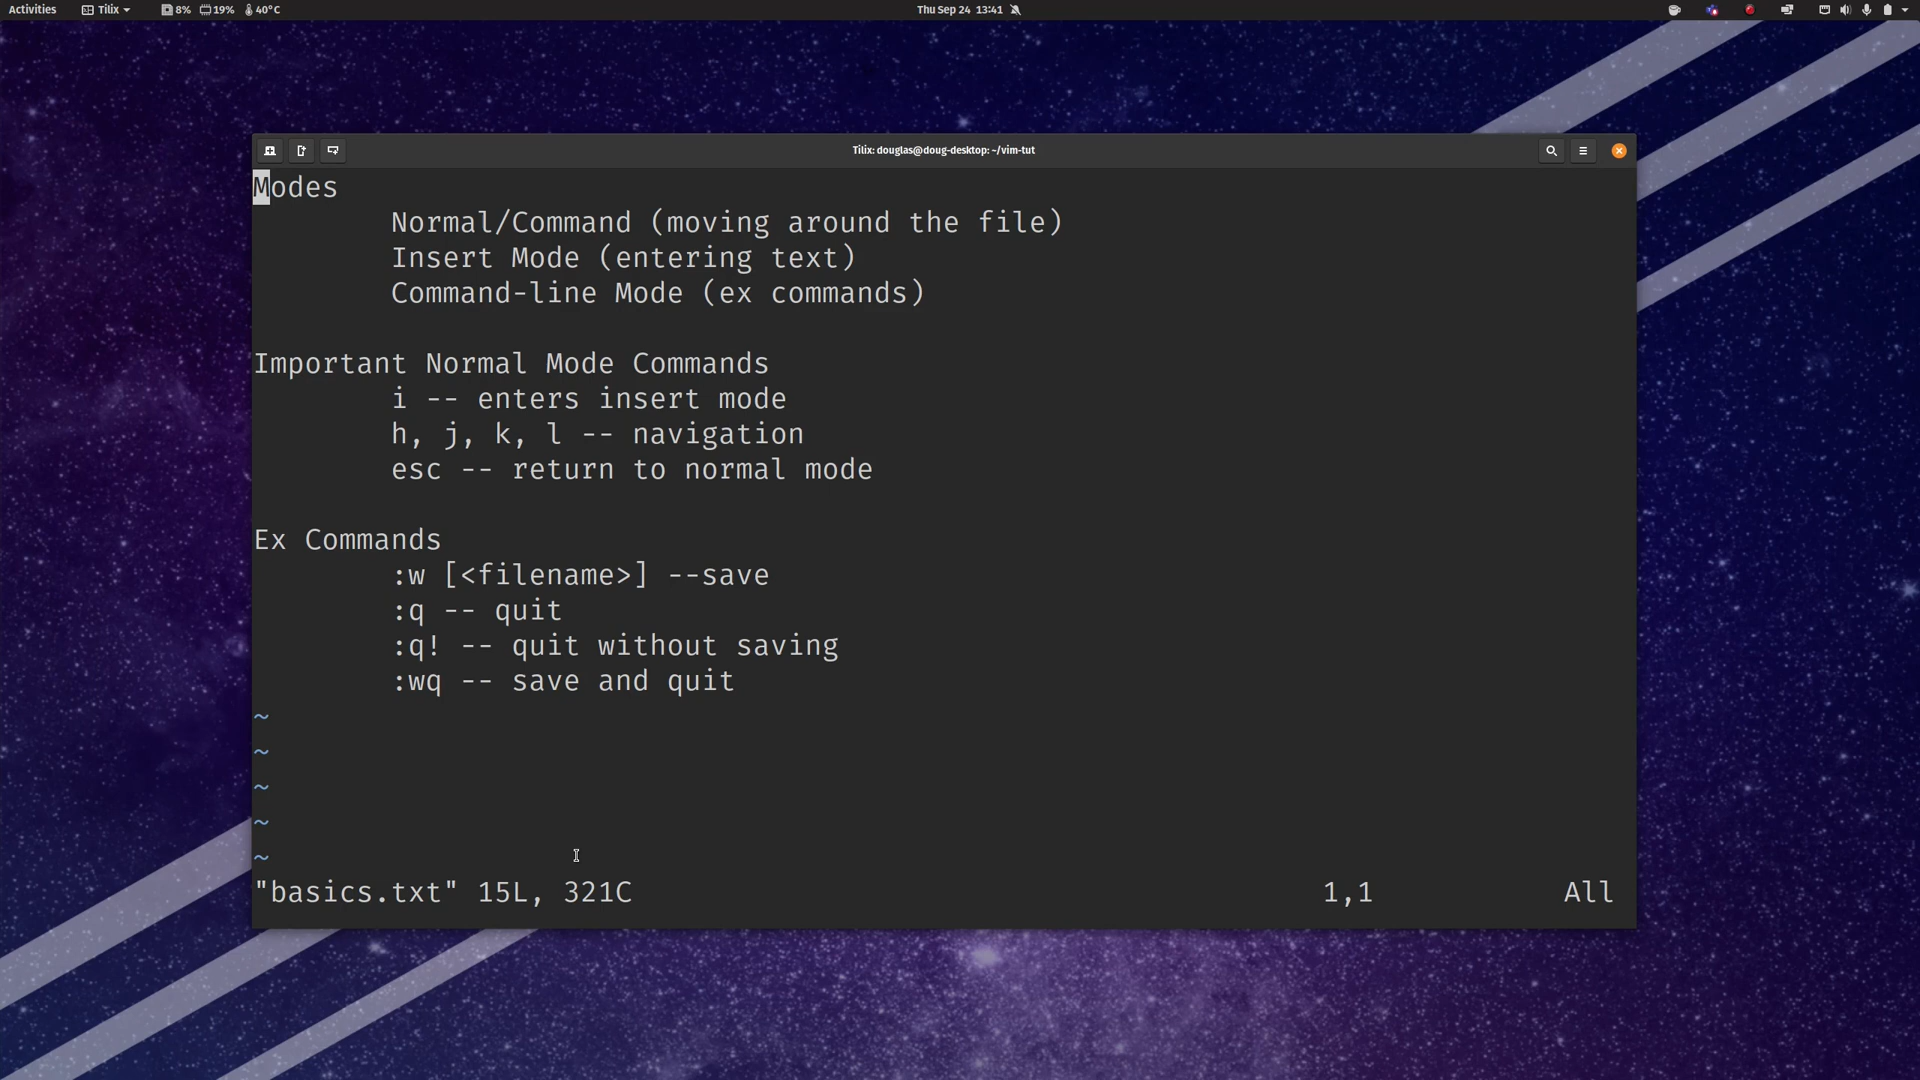 Activities Tilix 8% 19% 40°C Thu Sep 24 13:41
Tilix: douglas@doug-desktop: ~/vim-tut
Modes
Normal/Command (moving around the file)
Insert Mode (entering text)
Command-line Mode (ex commands)
Important Normal Mode Commands
i -- enters insert mode
h, j, k, l -- navigation
esc -- return to normal mode
Ex Commands
:w [<filename>] --save
:q -- quit
:q! -- quit without saving
:wq -- save and quit
~
~
~
~
~
"basics.txt" 15L, 321C 1,1 All